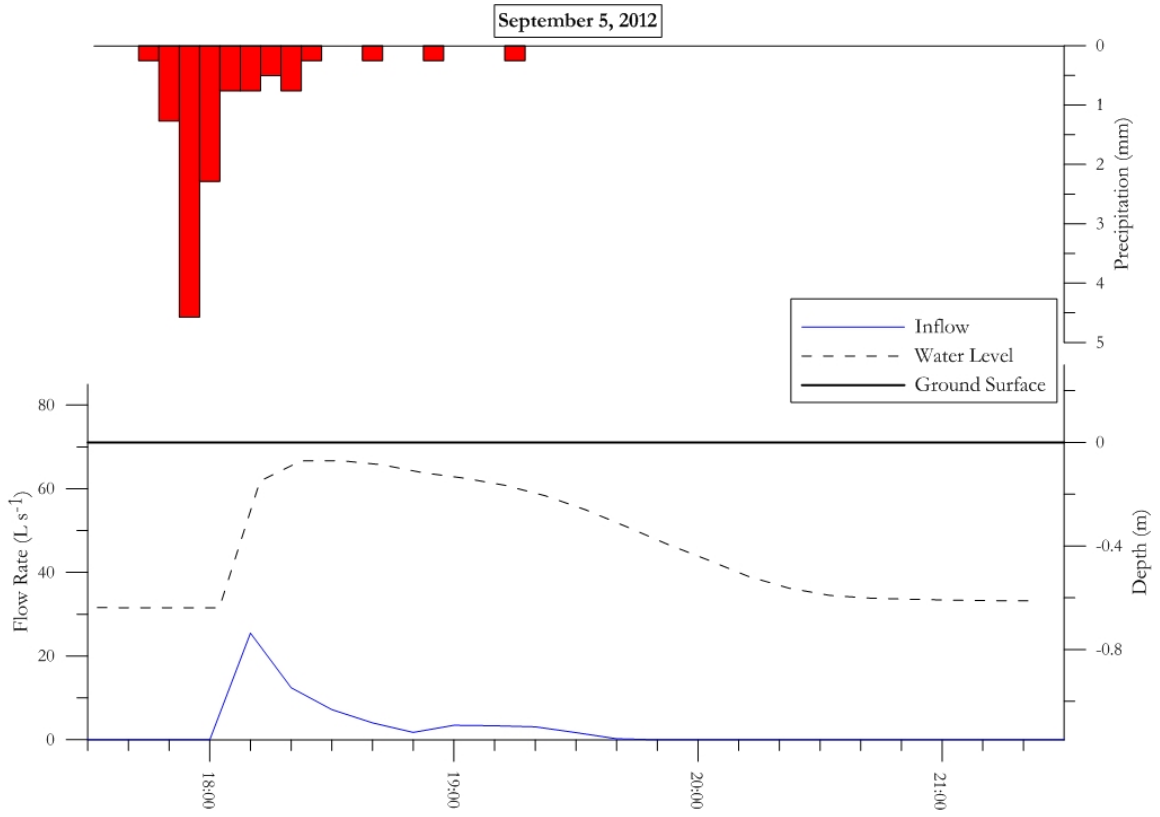 September 5, 2012
0
1
2
3
4
5
Precipitation (mm)
Inflow
Water Level
Ground Surface
80
60
40
20
0
Flow Rate (L s-1)
0
-0.4
-0.8
Depth (m)
18:00
19:00
20:00
21:00